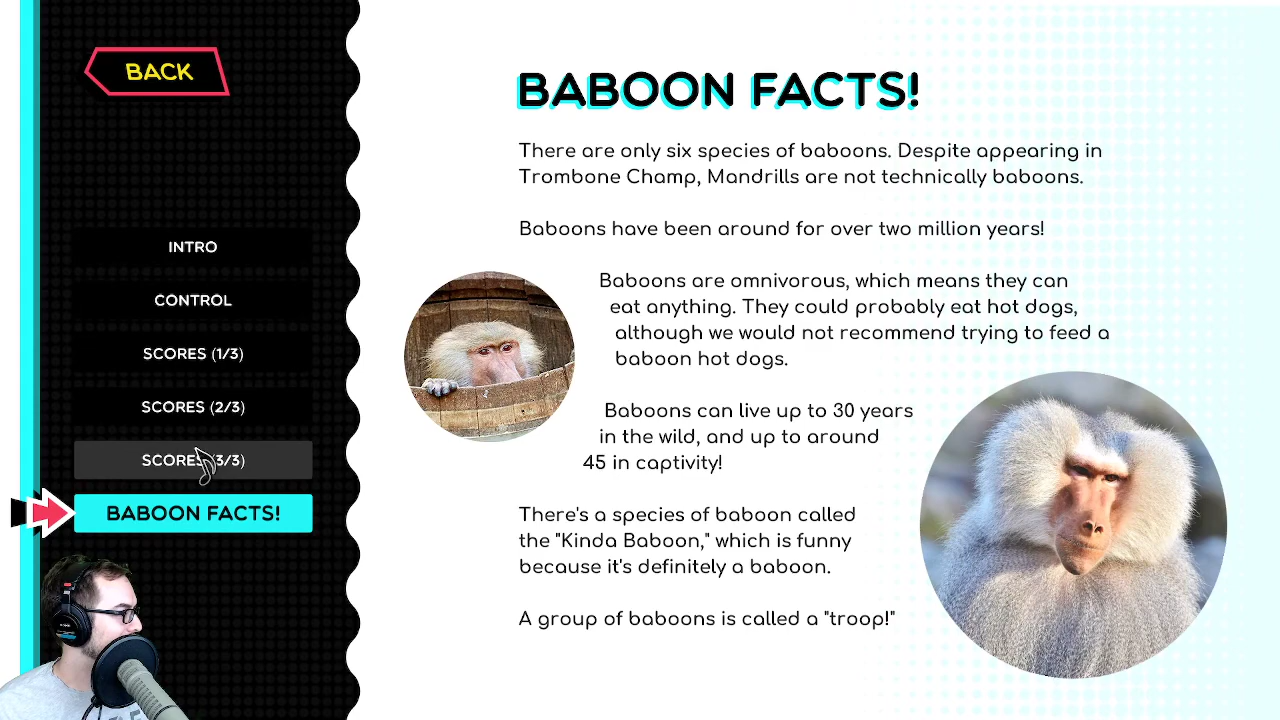 BACK
INTRO
CONTROL
SCORES (1/3)
SCORES (2/3)
SCORES (3/3)
BABOON FACTS!
BABOON FACTS!
There are only six species of baboons. Despite appearing in
Trombone Champ, Mandrills are not technically baboons.
Baboons have been around for over two million years!
Baboons are omnivorous, which means they can
eat anything. They could probably eat hot dogs,
although we would not recommend trying to feed a
baboon hot dogs.
Baboons can live up to 30 years
in the wild, and up to around
45 in captivity!
There's a species of baboon called
the "Kinda Baboon," which is funny
because it's definitely a baboon.
A group of baboons is called a "troop!"